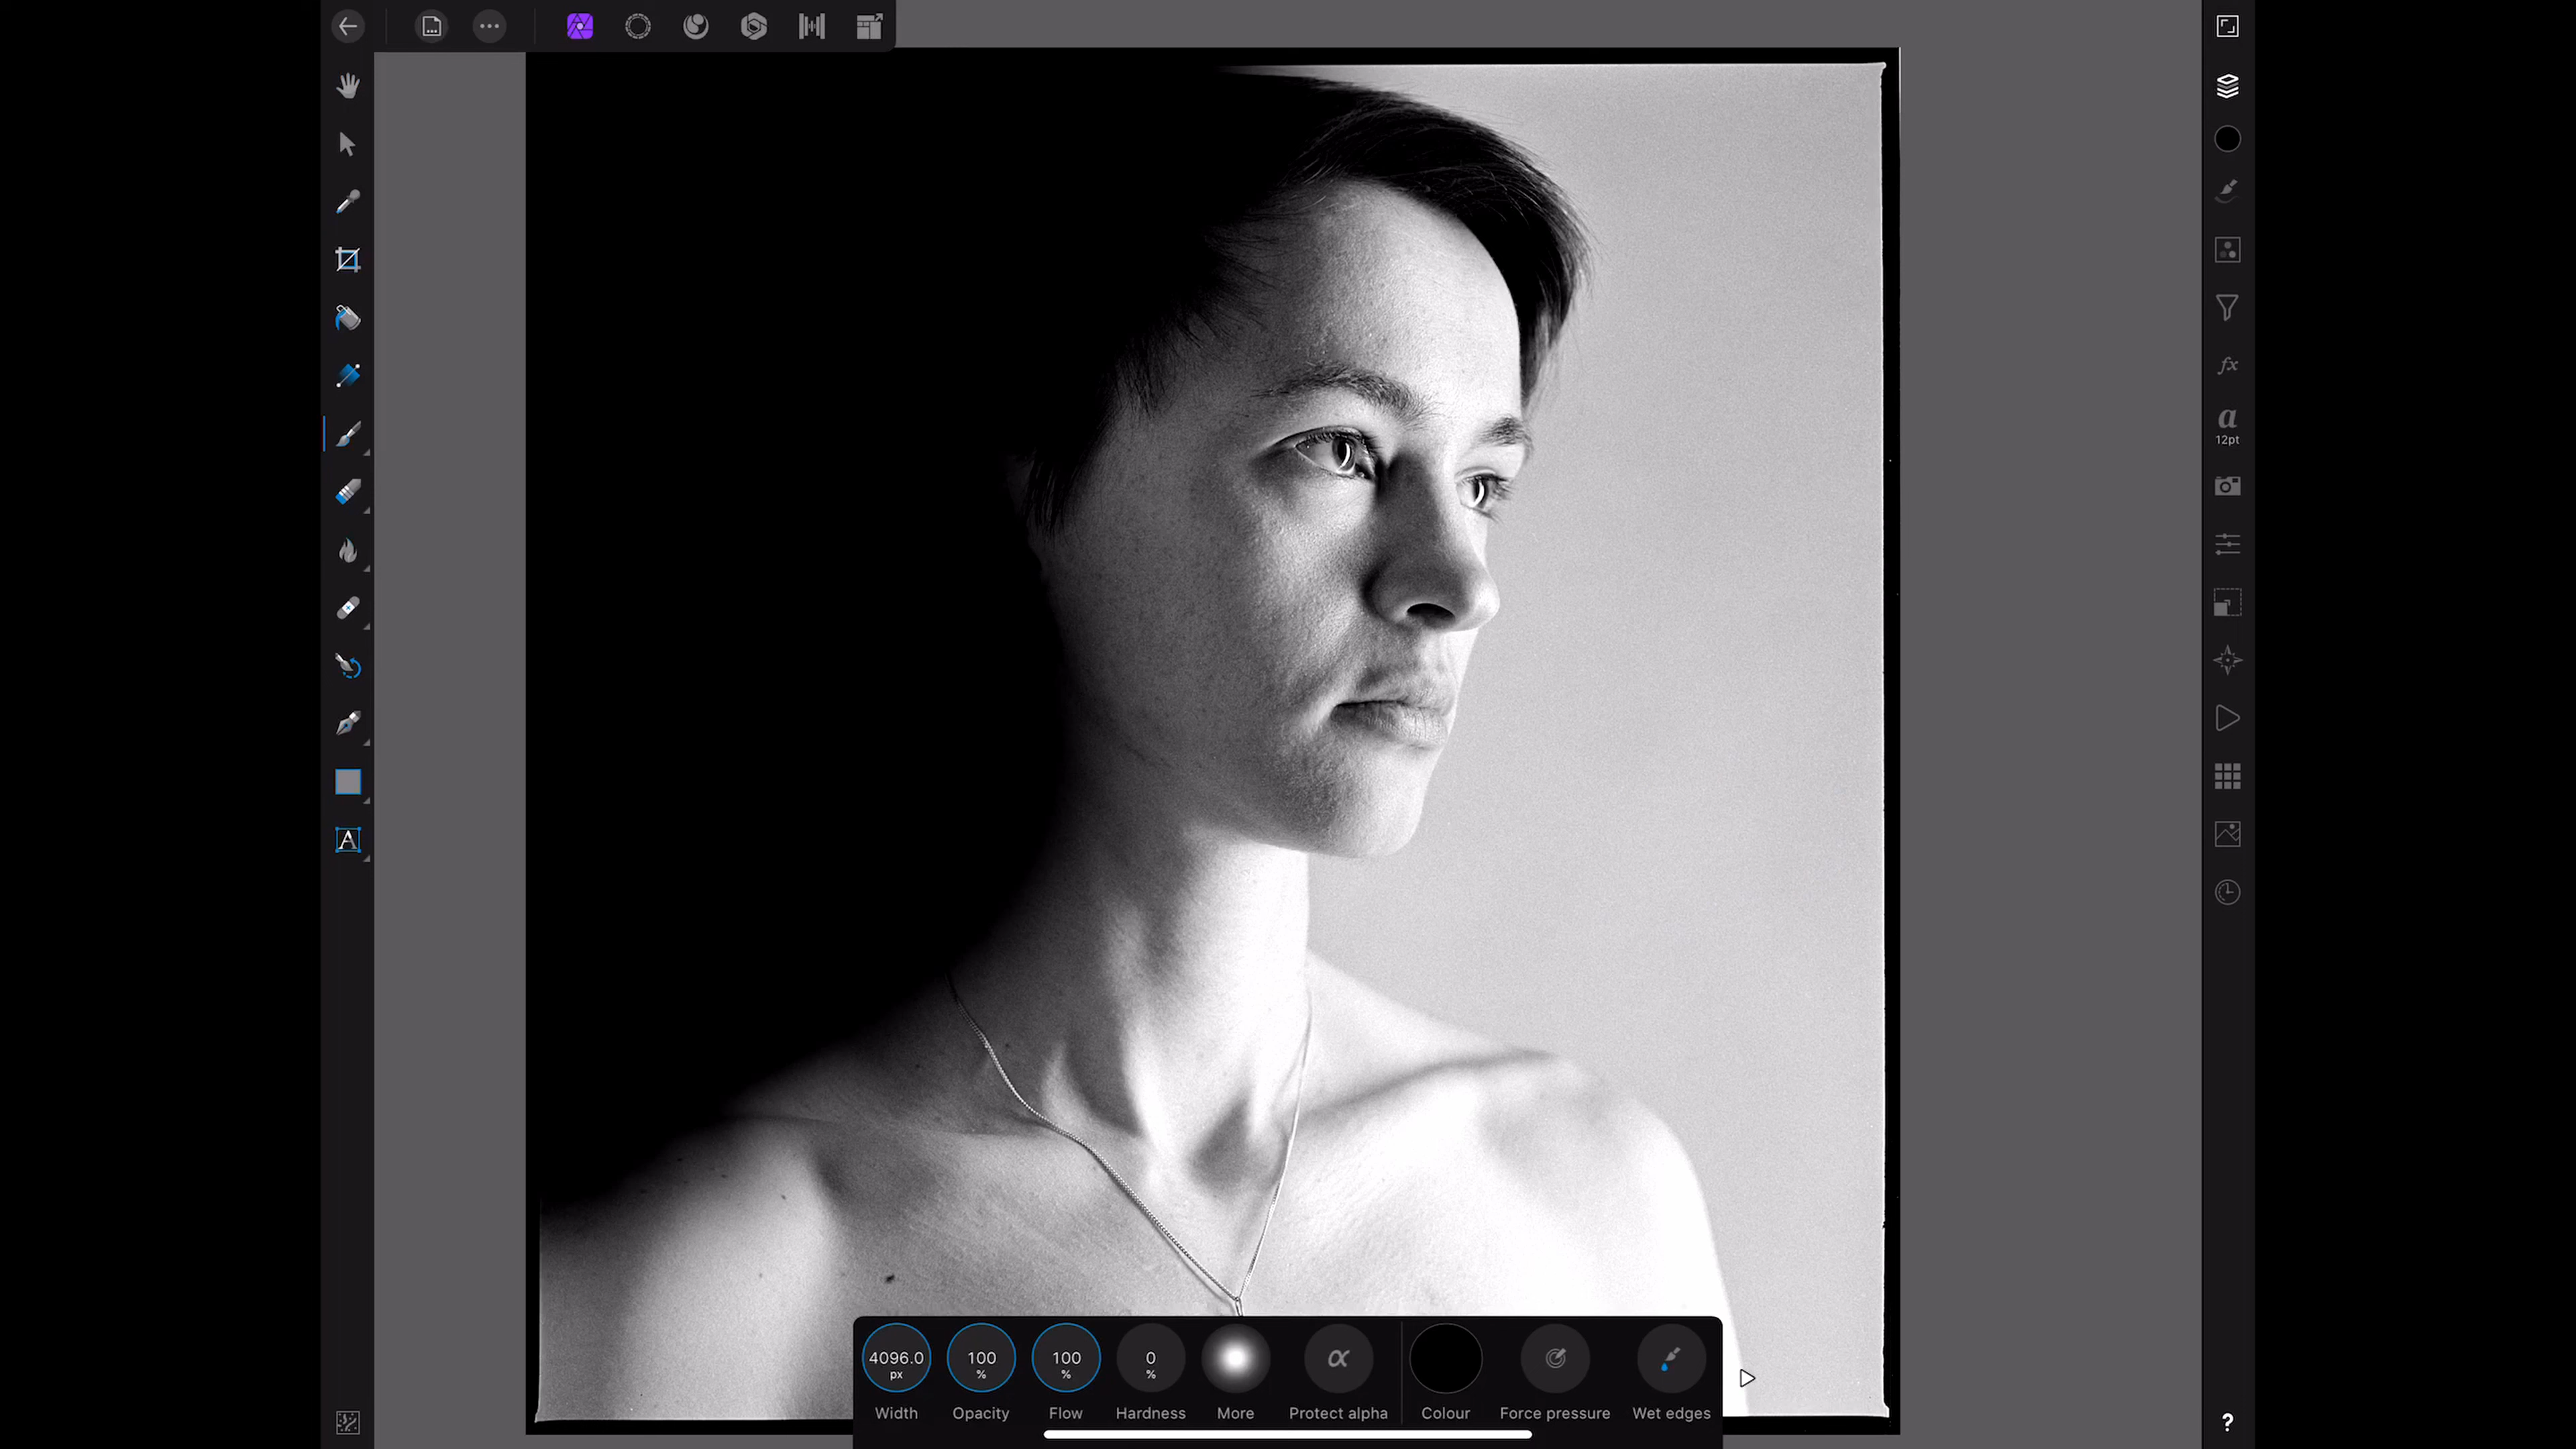 12pt
A
4096.0 px
100 %
100 %
0 %
Width
Opacity
Flow
Hardness
More
Protect alpha
Colour
Force pressure
Wet edges
?